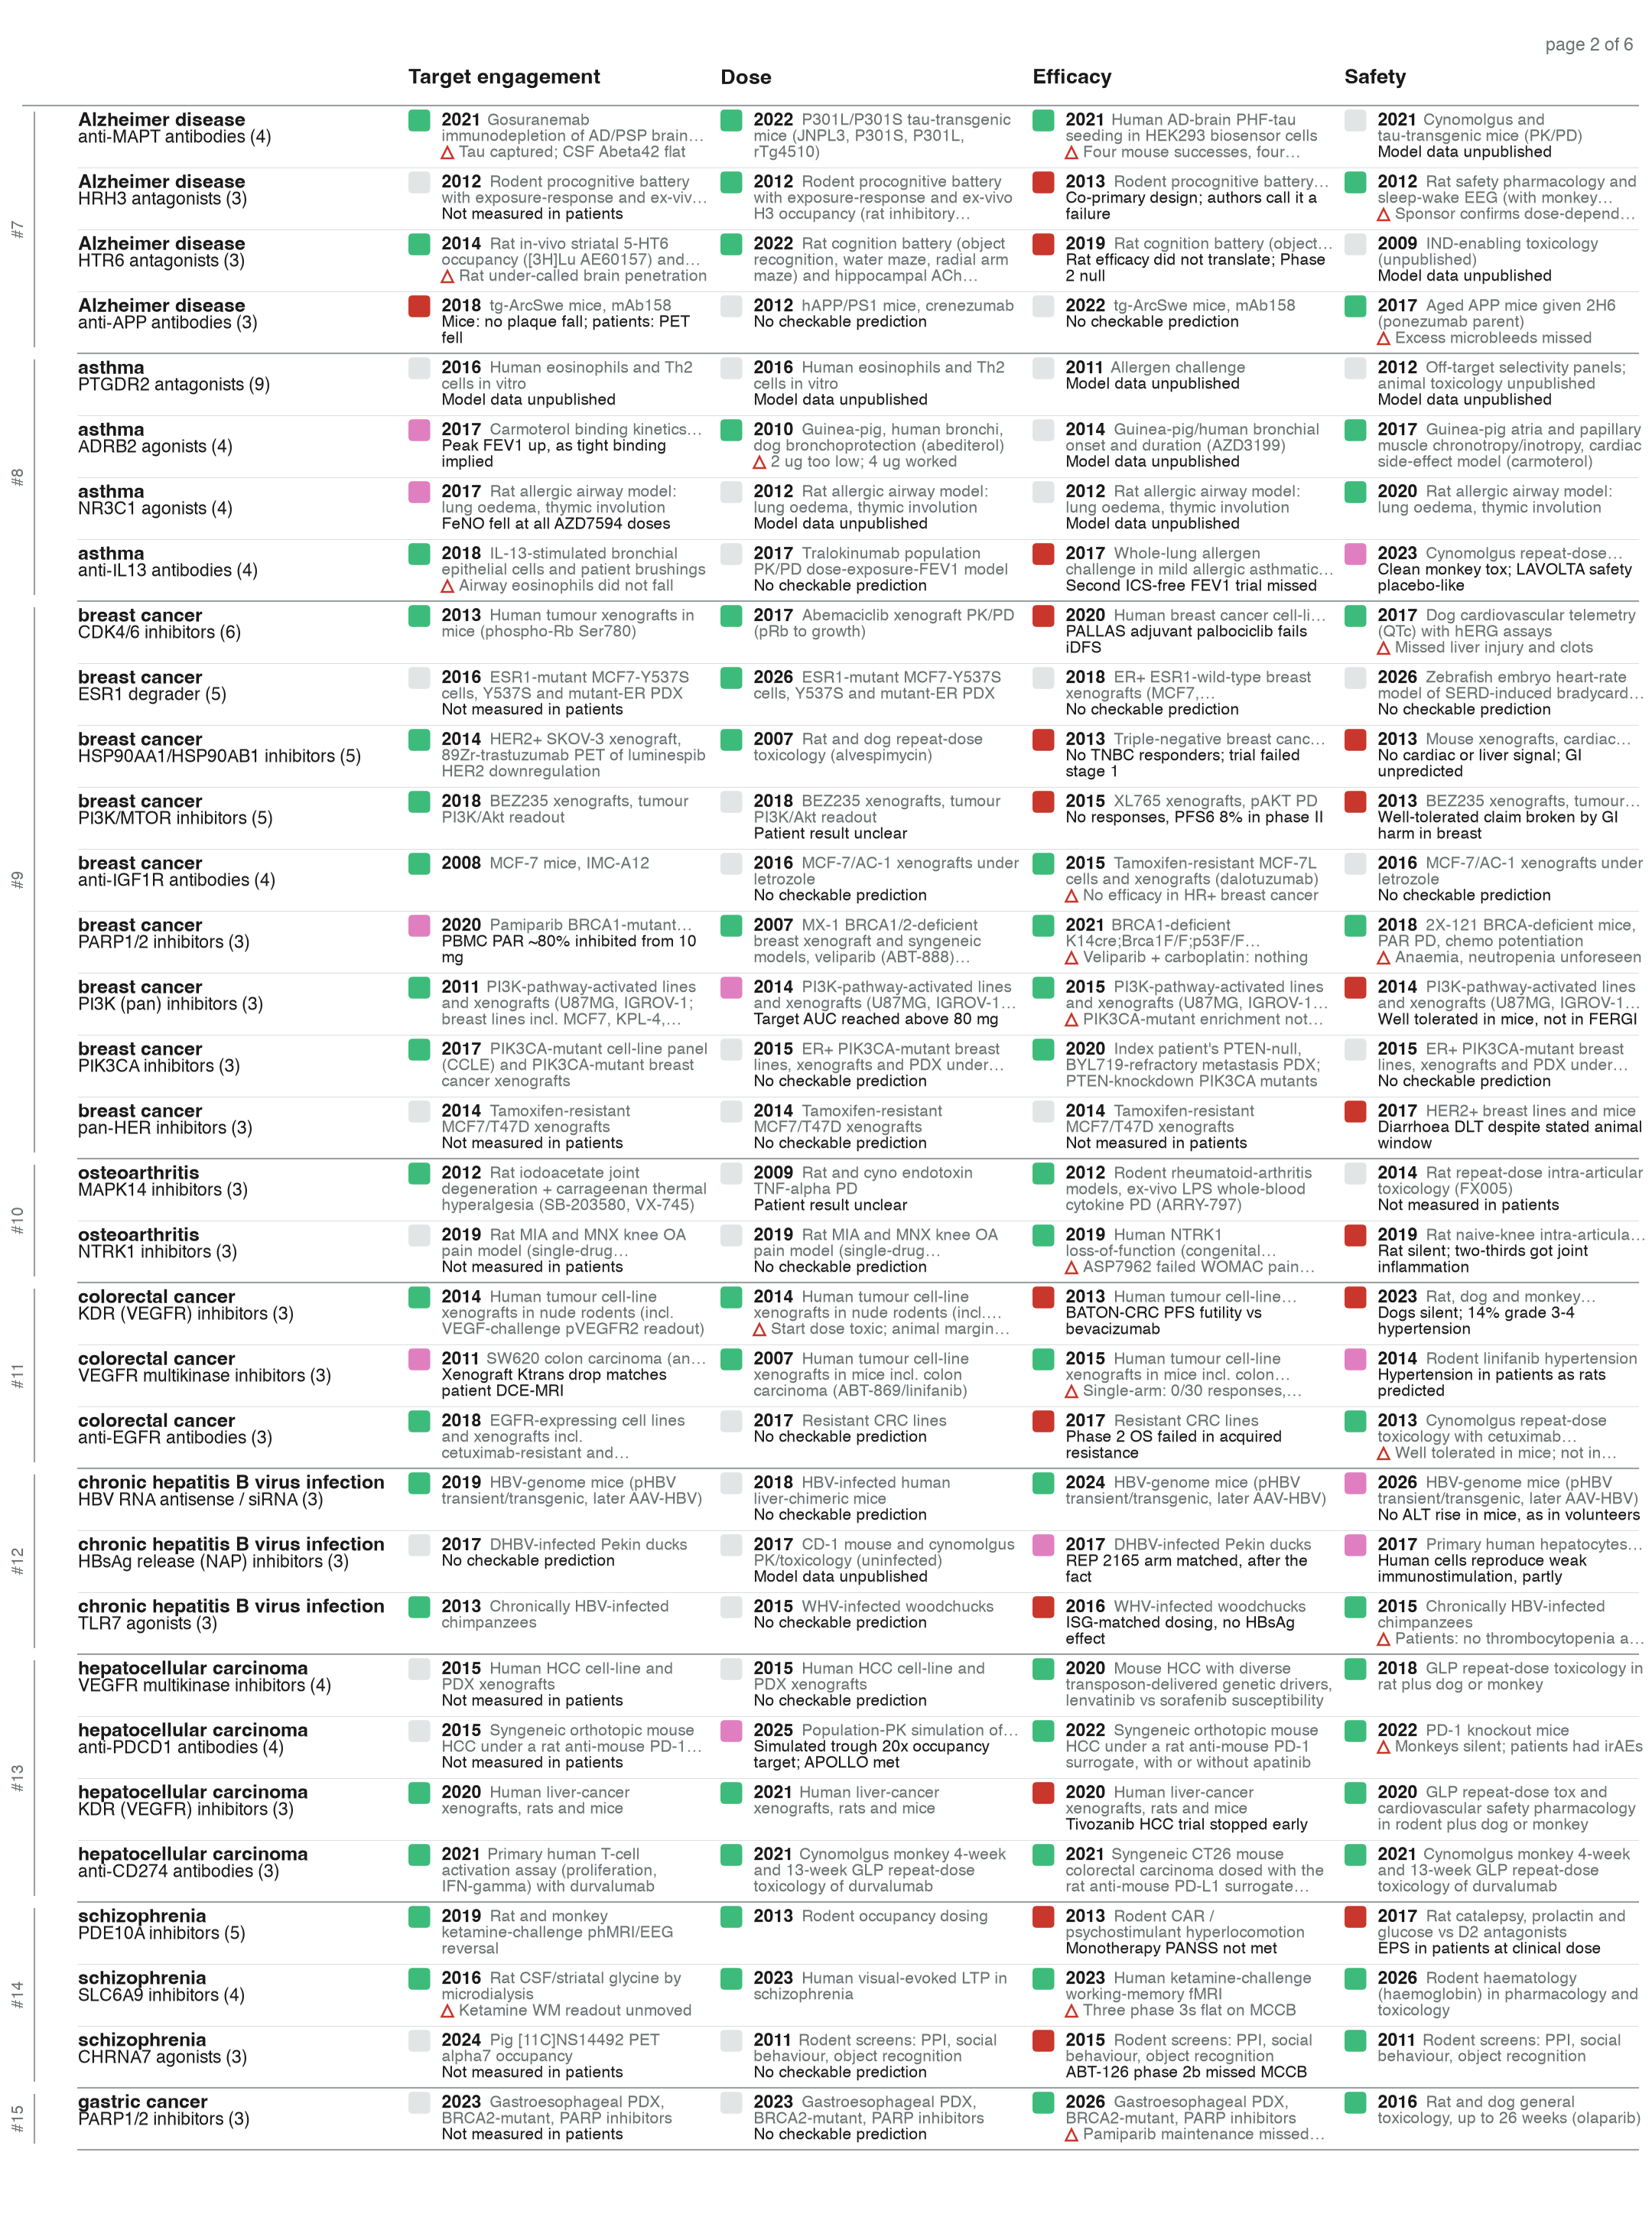 page 2 of 6
Target engagement
Dose
Efficacy
Safety
#7
Alzheimer disease
anti-MAPT antibodies (4)
2021 Gosuranemab
immunodepletion of AD/PSP brain…
△ Tau captured; CSF Abeta42 flat
2022 P301L/P301S tau-transgenic
mice (JNPL3, P301S, P301L,
rTg4510)
2021 Human AD-brain PHF-tau
seeding in HEK293 biosensor cells
△ Four mouse successes, four…
2021 Cynomolgus and
tau-transgenic mice (PK/PD)
Model data unpublished
Alzheimer disease
HRH3 antagonists (3)
2012 Rodent procognitive battery
with exposure-response and ex-viv…
Not measured in patients
2012 Rodent procognitive battery
with exposure-response and ex-vivo
H3 occupancy (rat inhibitory…
2013 Rodent procognitive battery…
Co-primary design; authors call it a
failure
2012 Rat safety pharmacology and
sleep-wake EEG (with monkey…
△ Sponsor confirms dose-depend…
Alzheimer disease
HTR6 antagonists (3)
2014 Rat in-vivo striatal 5-HT6
occupancy ([3H]Lu AE60157) and…
△ Rat under-called brain penetration
2022 Rat cognition battery (object
recognition, water maze, radial arm
maze) and hippocampal ACh…
2019 Rat cognition battery (object…
Rat efficacy did not translate; Phase
2 null
2009 IND-enabling toxicology
(unpublished)
Model data unpublished
Alzheimer disease
anti-APP antibodies (3)
2018 tg-ArcSwe mice, mAb158
Mice: no plaque fall; patients: PET
fell
2012 hAPP/PS1 mice, crenezumab
No checkable prediction
2022 tg-ArcSwe mice, mAb158
No checkable prediction
2017 Aged APP mice given 2H6
(ponezumab parent)
△ Excess microbleeds missed
#8
asthma
PTGDR2 antagonists (9)
2016 Human eosinophils and Th2
cells in vitro
Model data unpublished
2016 Human eosinophils and Th2
cells in vitro
Model data unpublished
2011 Allergen challenge
Model data unpublished
2012 Off-target selectivity panels;
animal toxicology unpublished
Model data unpublished
asthma
ADRB2 agonists (4)
2017 Carmoterol binding kinetics…
Peak FEV1 up, as tight binding
implied
2010 Guinea-pig, human bronchi,
dog bronchoprotection (abediterol)
△ 2 ug too low; 4 ug worked
2014 Guinea-pig/human bronchial
onset and duration (AZD3199)
Model data unpublished
2017 Guinea-pig atria and papillary
muscle chronotropy/inotropy, cardiac
side-effect model (carmoterol)
asthma
NR3C1 agonists (4)
2017 Rat allergic airway model:
lung oedema, thymic involution
FeNO fell at all AZD7594 doses
2012 Rat allergic airway model:
lung oedema, thymic involution
Model data unpublished
2012 Rat allergic airway model:
lung oedema, thymic involution
Model data unpublished
2020 Rat allergic airway model:
lung oedema, thymic involution
asthma
anti-IL13 antibodies (4)
2018 IL-13-stimulated bronchial
epithelial cells and patient brushings
△ Airway eosinophils did not fall
2017 Tralokinumab population
PK/PD dose-exposure-FEV1 model
No checkable prediction
2017 Whole-lung allergen
challenge in mild allergic asthmatic…
Second ICS-free FEV1 trial missed
2023 Cynomolgus repeat-dose…
Clean monkey tox; LAVOLTA safety
placebo-like
#9
breast cancer
CDK4/6 inhibitors (6)
2013 Human tumour xenografts in
mice (phospho-Rb Ser780)
2017 Abemaciclib xenograft PK/PD
(pRb to growth)
2020 Human breast cancer cell-li…
PALLAS adjuvant palbociclib fails
iDFS
2017 Dog cardiovascular telemetry
(QTc) with hERG assays
△ Missed liver injury and clots
breast cancer
ESR1 degrader (5)
2016 ESR1-mutant MCF7-Y537S
cells, Y537S and mutant-ER PDX
Not measured in patients
2026 ESR1-mutant MCF7-Y537S
cells, Y537S and mutant-ER PDX
2018 ER+ ESR1-wild-type breast
xenografts (MCF7,…
No checkable prediction
2026 Zebrafish embryo heart-rate
model of SERD-induced bradycard…
No checkable prediction
breast cancer
HSP90AA1/HSP90AB1 inhibitors (5)
2014 HER2+ SKOV-3 xenograft,
89Zr-trastuzumab PET of luminespib
HER2 downregulation
2007 Rat and dog repeat-dose
toxicology (alvespimycin)
2013 Triple-negative breast canc…
No TNBC responders; trial failed
stage 1
2013 Mouse xenografts, cardiac…
No cardiac or liver signal; GI
unpredicted
breast cancer
PI3K/MTOR inhibitors (5)
2018 BEZ235 xenografts, tumour
PI3K/Akt readout
2018 BEZ235 xenografts, tumour
PI3K/Akt readout
Patient result unclear
2015 XL765 xenografts, pAKT PD
No responses, PFS6 8% in phase II
2013 BEZ235 xenografts, tumour…
Well-tolerated claim broken by GI
harm in breast
breast cancer
anti-IGF1R antibodies (4)
2008 MCF-7 mice, IMC-A12
2016 MCF-7/AC-1 xenografts under
letrozole
No checkable prediction
2015 Tamoxifen-resistant MCF-7L
cells and xenografts (dalotuzumab)
△ No efficacy in HR+ breast cancer
2016 MCF-7/AC-1 xenografts under
letrozole
No checkable prediction
breast cancer
PARP1/2 inhibitors (3)
2020 Pamiparib BRCA1-mutant…
PBMC PAR ~80% inhibited from 10
mg
2007 MX-1 BRCA1/2-deficient
breast xenograft and syngeneic
models, veliparib (ABT-888)…
2021 BRCA1-deficient
K14cre;Brca1F/F;p53F/F…
△ Veliparib + carboplatin: nothing
2018 2X-121 BRCA-deficient mice,
PAR PD, chemo potentiation
△ Anaemia, neutropenia unforeseen
breast cancer
PI3K (pan) inhibitors (3)
2011 PI3K-pathway-activated lines
and xenografts (U87MG, IGROV-1;
breast lines incl. MCF7, KPL-4,…
2014 PI3K-pathway-activated lines
and xenografts (U87MG, IGROV-1…
Target AUC reached above 80 mg
2015 PI3K-pathway-activated lines
and xenografts (U87MG, IGROV-1…
△ PIK3CA-mutant enrichment not…
2014 PI3K-pathway-activated lines
and xenografts (U87MG, IGROV-1…
Well tolerated in mice, not in FERGI
breast cancer
PIK3CA inhibitors (3)
2017 PIK3CA-mutant cell-line panel
(CCLE) and PIK3CA-mutant breast
cancer xenografts
2015 ER+ PIK3CA-mutant breast
lines, xenografts and PDX under…
No checkable prediction
2020 Index patient's PTEN-null,
BYL719-refractory metastasis PDX;
PTEN-knockdown PIK3CA mutants
2015 ER+ PIK3CA-mutant breast
lines, xenografts and PDX under…
No checkable prediction
breast cancer
pan-HER inhibitors (3)
2014 Tamoxifen-resistant
MCF7/T47D xenografts
Not measured in patients
2014 Tamoxifen-resistant
MCF7/T47D xenografts
No checkable prediction
2014 Tamoxifen-resistant
MCF7/T47D xenografts
Not measured in patients
2017 HER2+ breast lines and mice
Diarrhoea DLT despite stated animal
window
#10
osteoarthritis
MAPK14 inhibitors (3)
2012 Rat iodoacetate joint
degeneration + carrageenan thermal
hyperalgesia (SB-203580, VX-745)
2009 Rat and cyno endotoxin
TNF-alpha PD
Patient result unclear
2012 Rodent rheumatoid-arthritis
models, ex-vivo LPS whole-blood
cytokine PD (ARRY-797)
2014 Rat repeat-dose intra-articular
toxicology (FX005)
Not measured in patients
osteoarthritis
NTRK1 inhibitors (3)
2019 Rat MIA and MNX knee OA
pain model (single-drug…
Not measured in patients
2019 Rat MIA and MNX knee OA
pain model (single-drug…
No checkable prediction
2019 Human NTRK1
loss-of-function (congenital…
△ ASP7962 failed WOMAC pain…
2019 Rat naive-knee intra-articula…
Rat silent; two-thirds got joint
inflammation
#11
colorectal cancer
KDR (VEGFR) inhibitors (3)
2014 Human tumour cell-line
xenografts in nude rodents (incl.
VEGF-challenge pVEGFR2 readout)
2014 Human tumour cell-line
xenografts in nude rodents (incl.…
△ Start dose toxic; animal margin…
2013 Human tumour cell-line…
BATON-CRC PFS futility vs
bevacizumab
2023 Rat, dog and monkey…
Dogs silent; 14% grade 3-4
hypertension
colorectal cancer
VEGFR multikinase inhibitors (3)
2011 SW620 colon carcinoma (an…
Xenograft Ktrans drop matches
patient DCE-MRI
2007 Human tumour cell-line
xenografts in mice incl. colon
carcinoma (ABT-869/linifanib)
2015 Human tumour cell-line
xenografts in mice incl. colon…
△ Single-arm: 0/30 responses,…
2014 Rodent linifanib hypertension
Hypertension in patients as rats
predicted
colorectal cancer
anti-EGFR antibodies (3)
2018 EGFR-expressing cell lines
and xenografts incl.
cetuximab-resistant and…
2017 Resistant CRC lines
No checkable prediction
2017 Resistant CRC lines
Phase 2 OS failed in acquired
resistance
2013 Cynomolgus repeat-dose
toxicology with cetuximab…
△ Well tolerated in mice; not in…
#12
chronic hepatitis B virus infection
HBV RNA antisense / siRNA (3)
2019 HBV-genome mice (pHBV
transient/transgenic, later AAV-HBV)
2018 HBV-infected human
liver-chimeric mice
No checkable prediction
2024 HBV-genome mice (pHBV
transient/transgenic, later AAV-HBV)
2026 HBV-genome mice (pHBV
transient/transgenic, later AAV-HBV)
No ALT rise in mice, as in volunteers
chronic hepatitis B virus infection
HBsAg release (NAP) inhibitors (3)
2017 DHBV-infected Pekin ducks
No checkable prediction
2017 CD-1 mouse and cynomolgus
PK/toxicology (uninfected)
Model data unpublished
2017 DHBV-infected Pekin ducks
REP 2165 arm matched, after the
fact
2017 Primary human hepatocytes…
Human cells reproduce weak
immunostimulation, partly
chronic hepatitis B virus infection
TLR7 agonists (3)
2013 Chronically HBV-infected
chimpanzees
2015 WHV-infected woodchucks
No checkable prediction
2016 WHV-infected woodchucks
ISG-matched dosing, no HBsAg
effect
2015 Chronically HBV-infected
chimpanzees
△ Patients: no thrombocytopenia a…
#13
hepatocellular carcinoma
VEGFR multikinase inhibitors (4)
2015 Human HCC cell-line and
PDX xenografts
Not measured in patients
2015 Human HCC cell-line and
PDX xenografts
No checkable prediction
2020 Mouse HCC with diverse
transposon-delivered genetic drivers,
lenvatinib vs sorafenib susceptibility
2018 GLP repeat-dose toxicology in
rat plus dog or monkey
hepatocellular carcinoma
anti-PDCD1 antibodies (4)
2015 Syngeneic orthotopic mouse
HCC under a rat anti-mouse PD-1…
Not measured in patients
2025 Population-PK simulation of…
Simulated trough 20x occupancy
target; APOLLO met
2022 Syngeneic orthotopic mouse
HCC under a rat anti-mouse PD-1
surrogate, with or without apatinib
2022 PD-1 knockout mice
△ Monkeys silent; patients had irAEs
hepatocellular carcinoma
KDR (VEGFR) inhibitors (3)
2020 Human liver-cancer
xenografts, rats and mice
2021 Human liver-cancer
xenografts, rats and mice
2020 Human liver-cancer
xenografts, rats and mice
Tivozanib HCC trial stopped early
2020 GLP repeat-dose tox and
cardiovascular safety pharmacology
in rodent plus dog or monkey
hepatocellular carcinoma
anti-CD274 antibodies (3)
2021 Primary human T-cell
activation assay (proliferation,
IFN-gamma) with durvalumab
2021 Cynomolgus monkey 4-week
and 13-week GLP repeat-dose
toxicology of durvalumab
2021 Syngeneic CT26 mouse
colorectal carcinoma dosed with the
rat anti-mouse PD-L1 surrogate…
2021 Cynomolgus monkey 4-week
and 13-week GLP repeat-dose
toxicology of durvalumab
#14
schizophrenia
PDE10A inhibitors (5)
2019 Rat and monkey
ketamine-challenge phMRI/EEG
reversal
2013 Rodent occupancy dosing
2013 Rodent CAR /
psychostimulant hyperlocomotion
Monotherapy PANSS not met
2017 Rat catalepsy, prolactin and
glucose vs D2 antagonists
EPS in patients at clinical dose
schizophrenia
SLC6A9 inhibitors (4)
2016 Rat CSF/striatal glycine by
microdialysis
△ Ketamine WM readout unmoved
2023 Human visual-evoked LTP in
schizophrenia
2023 Human ketamine-challenge
working-memory fMRI
△ Three phase 3s flat on MCCB
2026 Rodent haematology
(haemoglobin) in pharmacology and
toxicology
schizophrenia
CHRNA7 agonists (3)
2024 Pig [11C]NS14492 PET
alpha7 occupancy
Not measured in patients
2011 Rodent screens: PPI, social
behaviour, object recognition
No checkable prediction
2015 Rodent screens: PPI, social
behaviour, object recognition
ABT-126 phase 2b missed MCCB
2011 Rodent screens: PPI, social
behaviour, object recognition
#15
gastric cancer
PARP1/2 inhibitors (3)
2023 Gastroesophageal PDX,
BRCA2-mutant, PARP inhibitors
Not measured in patients
2023 Gastroesophageal PDX,
BRCA2-mutant, PARP inhibitors
No checkable prediction
2026 Gastroesophageal PDX,
BRCA2-mutant, PARP inhibitors
△ Pamiparib maintenance missed…
2016 Rat and dog general
toxicology, up to 26 weeks (olaparib)